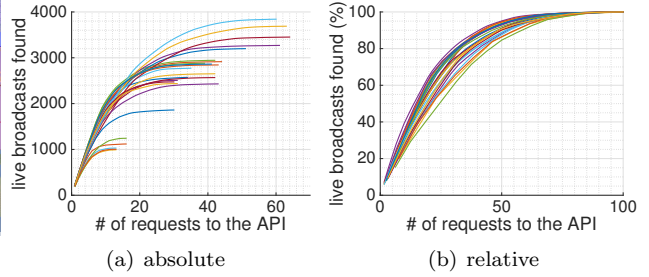 live broadcasts found
4000
3000
2000
1000
0
0 20 40 60
# of requests to the API
(a) absolute
live broadcasts found (%)
100
80
60
40
20
0
0 50 100
# of requests to the API
(b) relative